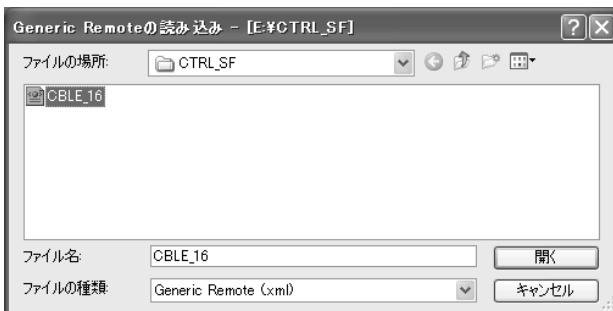 Generic Remoteの読み込み - [E:¥CTRL_SF]
ファイルの場所: CTRL_SF
CBLE_16
ファイル名: CBLE_16 開く
ファイルの種類: Generic Remote (xml) キャンセル